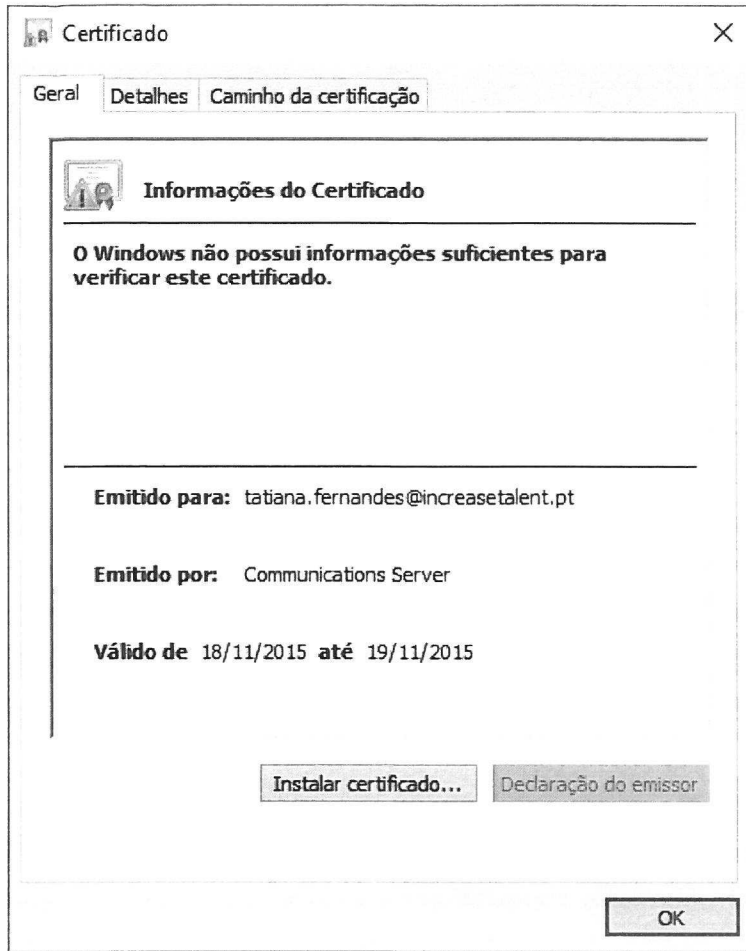 Certificado
Geral Detalhes Caminho da certificação
Informações do Certificado
O Windows não possui informações suficientes para
verificar este certificado.
Emitido para: tatiana.fernandes@increasetalent.pt
Emitido por: Communications Server
Válido de 18/11/2015 até 19/11/2015
Instalar certificado... Declaração do emissor
OK